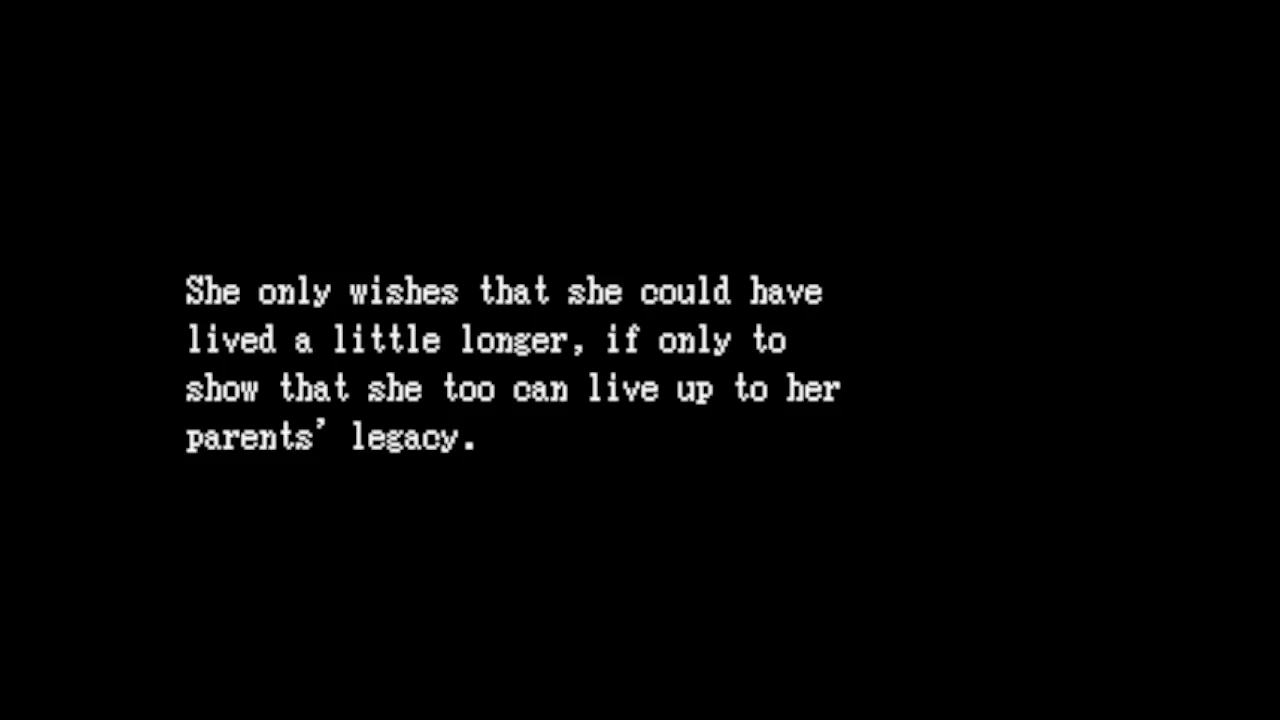 She only wishes that she could have
lived a little longer, if only to
show that she too can live up to her
parents’ legacy.